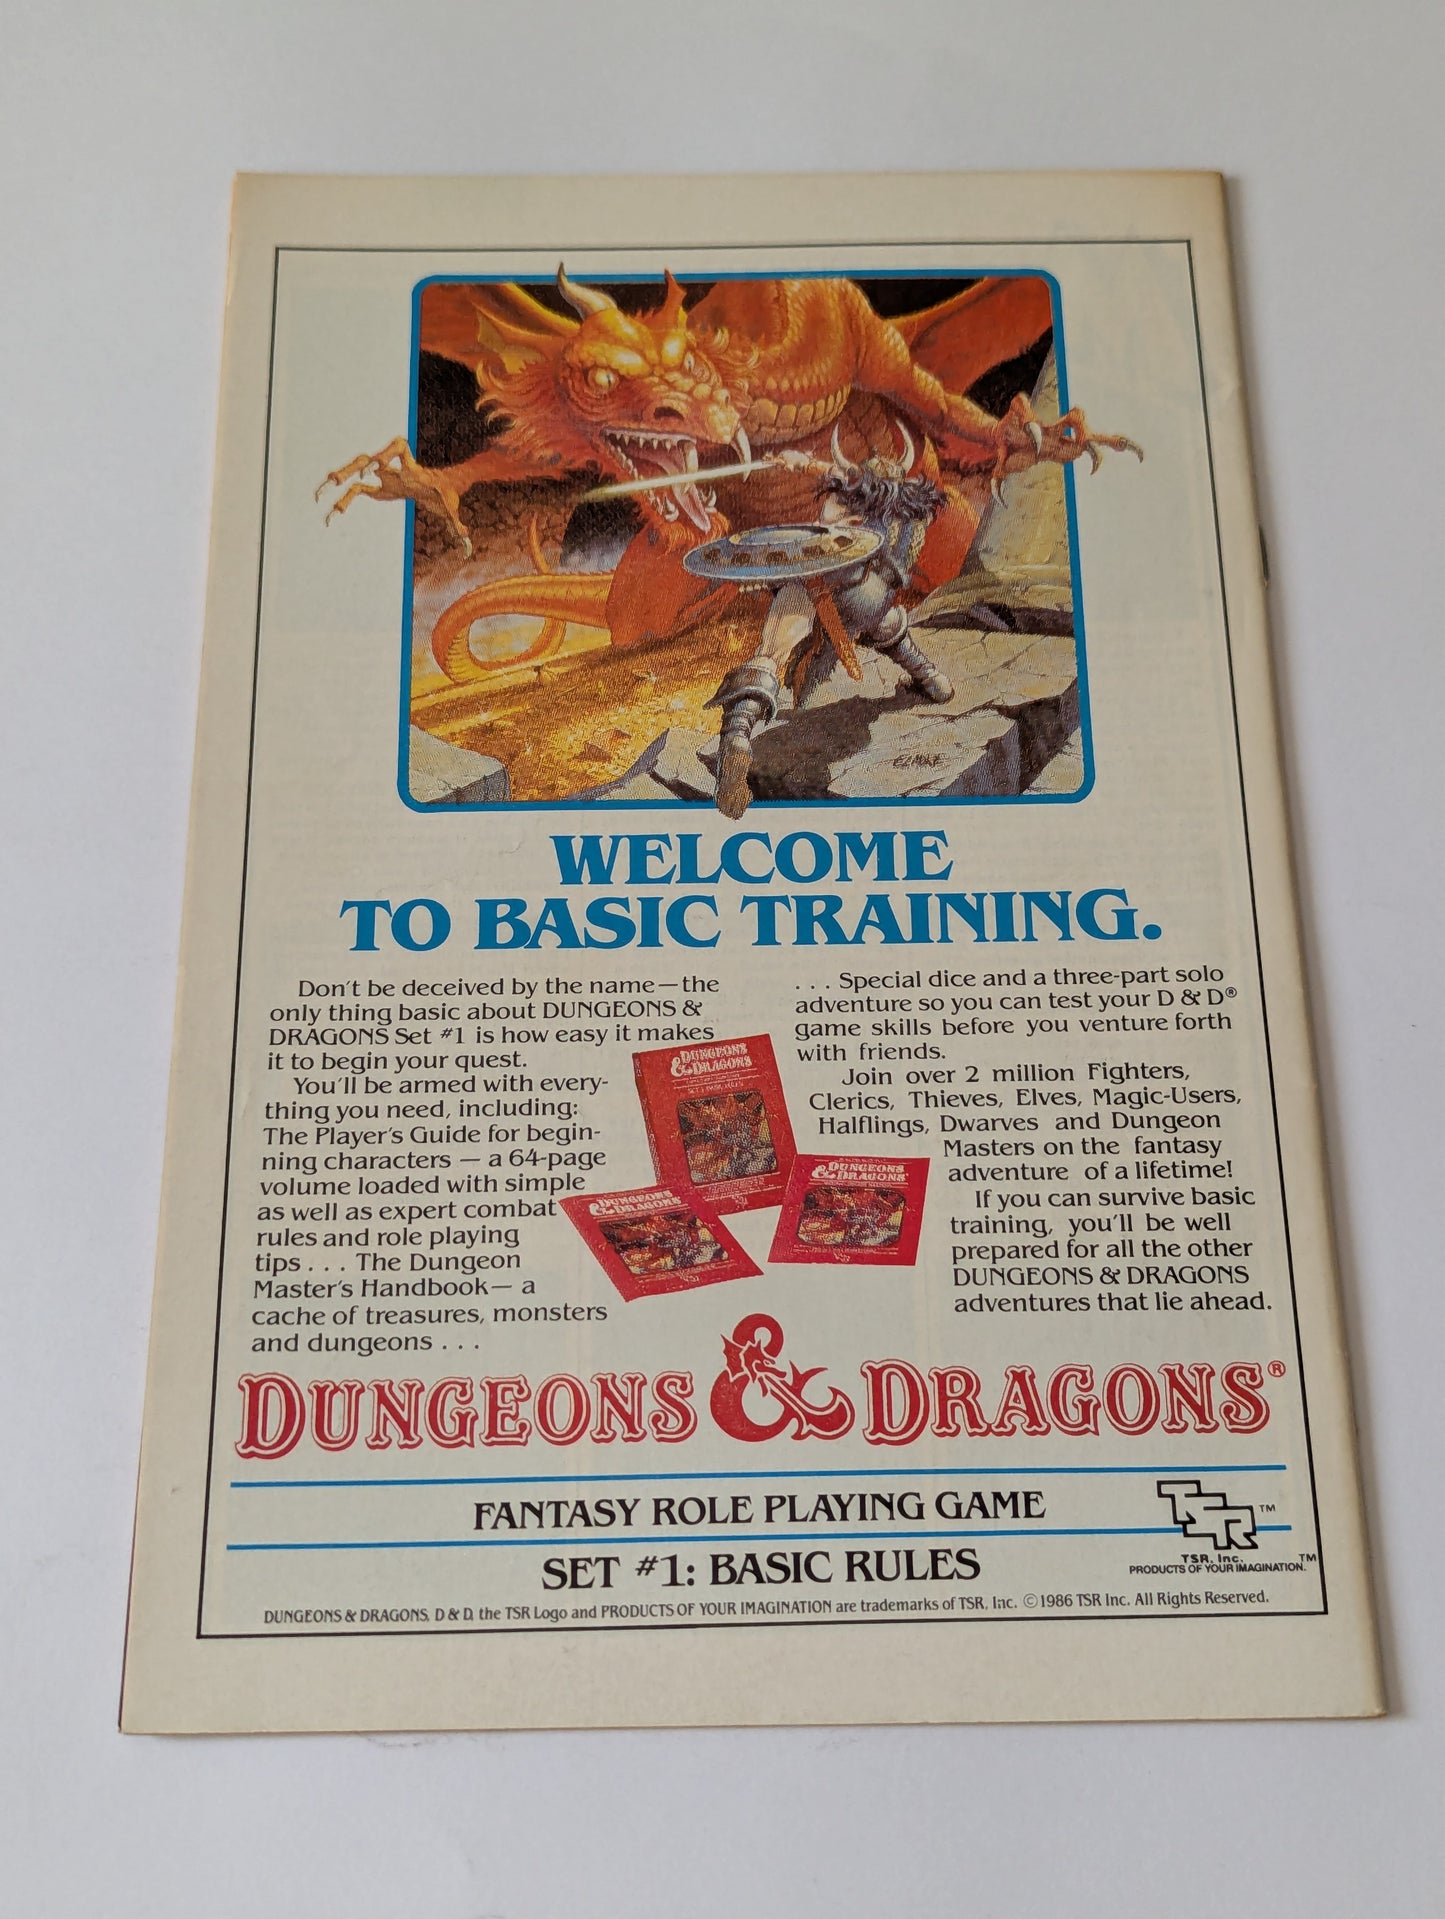 ELMORE
WELCOME
TO BASIC TRAINING.
Don't be deceived by the name—the
only thing basic about DUNGEONS &
DRAGONS Set #1 is how easy it makes
it to begin your quest.
You'll be armed with every-
thing you need, including:
The Player's Guide for begin-
ning characters — a 64-page
volume loaded with simple
as well as expert combat
rules and role playing
tips . . . The Dungeon
Master's Handbook— a
cache of treasures, monsters
and dungeons . . .
. . . Special dice and a three-part solo
adventure so you can test your D & D®
game skills before you venture forth
with friends.
Join over 2 million Fighters,
Clerics, Thieves, Elves, Magic-Users,
Halflings, Dwarves and Dungeon
Masters on the fantasy
adventure of a lifetime!
If you can survive basic
training, you'll be well
prepared for all the other
DUNGEONS & DRAGONS
adventures that lie ahead.
DUNGEONS
& DRAGONS
DUNGEONS
& DRAGONS
DUNGEONS
& DRAGONS
DUNGEONS & DRAGONS®
FANTASY ROLE PLAYING GAME
SET #1: BASIC RULES
TSR™
TSR, Inc.
PRODUCTS OF YOUR IMAGINATION.™
DUNGEONS & DRAGONS, D & D, the TSR Logo and PRODUCTS OF YOUR IMAGINATION are trademarks of TSR, Inc. ©1986 TSR Inc. All Rights Reserved.